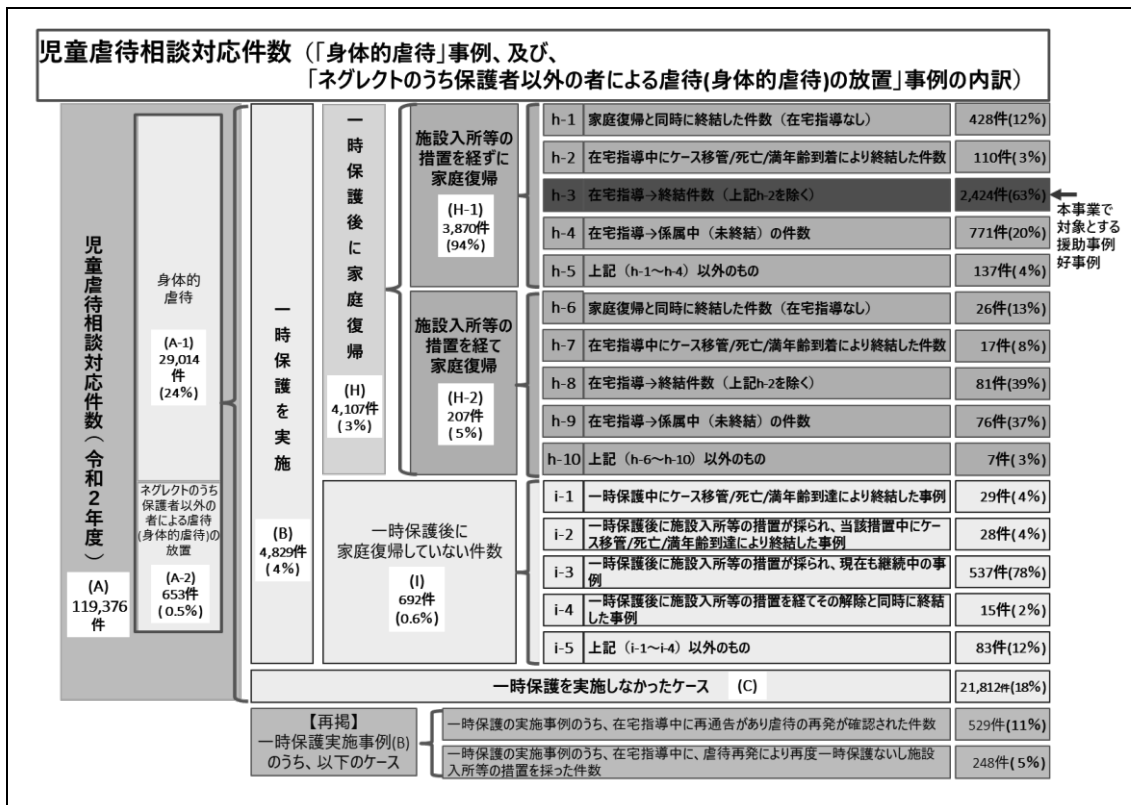 児童虐待相談対応件数（「身体的虐待」事例、及び、
「ネグレクトのうち保護者以外の者による虐待(身体的虐待)の放置」事例の内訳）
児童虐待相談対応件数（令和２年度）
(A)
119,376
件
身体的
虐待
(A-1)
29,014
件
(24%)
ネグレクトのうち
保護者以外の
者による虐待
(身体的虐待)の
放置
(A-2)
653件
(0.5%)
一時保護を実施
(B)
4,829件
(4%)
一時保護後に家庭復帰
(H)
4,107件
(3%)
施設入所等の
措置を経ずに
家庭復帰
(H-1)
3,870件
(94%)
h-1 家庭復帰と同時に終結した件数（在宅指導なし） 428件(12%)
h-2 在宅指導中にケース移管/死亡/満年齢到着により終結した件数 110件(3%)
h-3 在宅指導→終結件数（上記h-2を除く） 2,424件(63%)
h-4 在宅指導→係属中（未終結）の件数 771件(20%)
h-5 上記（h-1～h-4）以外のもの 137件(4%)
本事業で
対象とする
援助事例
好事例
施設入所等の
措置を経て
家庭復帰
(H-2)
207件
(5%)
h-6 家庭復帰と同時に終結した件数（在宅指導なし） 26件(13%)
h-7 在宅指導中にケース移管/死亡/満年齢到着により終結した件数 17件(8%)
h-8 在宅指導→終結件数（上記h-2を除く） 81件(39%)
h-9 在宅指導→係属中（未終結）の件数 76件(37%)
h-10 上記（h-6～h-10）以外のもの 7件(3%)
一時保護後に
家庭復帰していない件数
(I)
692件
(0.6%)
i-1 一時保護中にケース移管/死亡/満年齢到達により終結した事例 29件(4%)
i-2 一時保護後に施設入所等の措置が採られ、当該措置中にケー
ス移管/死亡/満年齢到達により終結した事例 28件(4%)
i-3 一時保護後に施設入所等の措置が採られ、現在も継続中の事
例 537件(78%)
i-4 一時保護後に施設入所等の措置を経てその解除と同時に終結
した事例 15件(2%)
i-5 上記（i-1～i-4）以外のもの 83件(12%)
一時保護を実施しなかったケース (C) 21,812件(18%)
【再掲】
一時保護実施事例(B)
のうち、以下のケース
一時保護の実施事例のうち、在宅指導中に再通告があり虐待の再発が確認された件数 529件(11%)
一時保護の実施事例のうち、在宅指導中に、虐待再発により再度一時保護ないし施設
入所等の措置を採った件数 248件(5%)